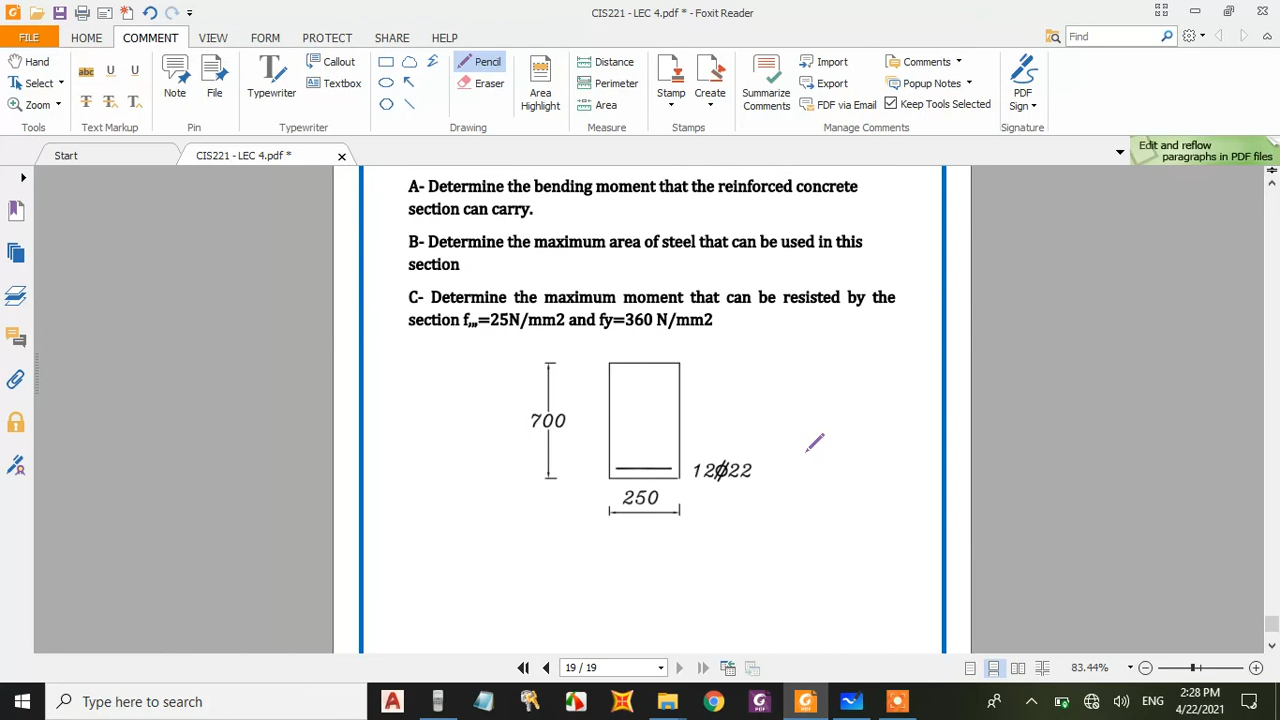 CIS221 - LEC 4.pdf * - Foxit Reader
Find
FILE HOME COMMENT VIEW FORM PROTECT SHARE HELP
Hand
Select
Zoom
Tools
abc U U
T T T
Text Markup
Note File
Pin
Typewriter
Callout
Textbox
Typewriter
Pencil
Eraser
Drawing
Area Highlight
Distance
Perimeter
Area
Measure
Stamp Create
Stamps
Summarize Comments
Import
Export
FDF via Email
Comments
Popup Notes
Keep Tools Selected
Manage Comments
PDF Sign
Signature
Start
CIS221 - LEC 4.pdf *
Edit and reflow
paragraphs in PDF files
A- Determine the bending moment that the reinforced concrete
section can carry.
B- Determine the maximum area of steel that can be used in this
section
C- Determine the maximum moment that can be resisted by the
section f,,,=25N/mm2 and fy=360 N/mm2
700
12ϕ22
250
19 / 19
83.44%
Type here to search
ENG
2:28 PM
4/22/2021